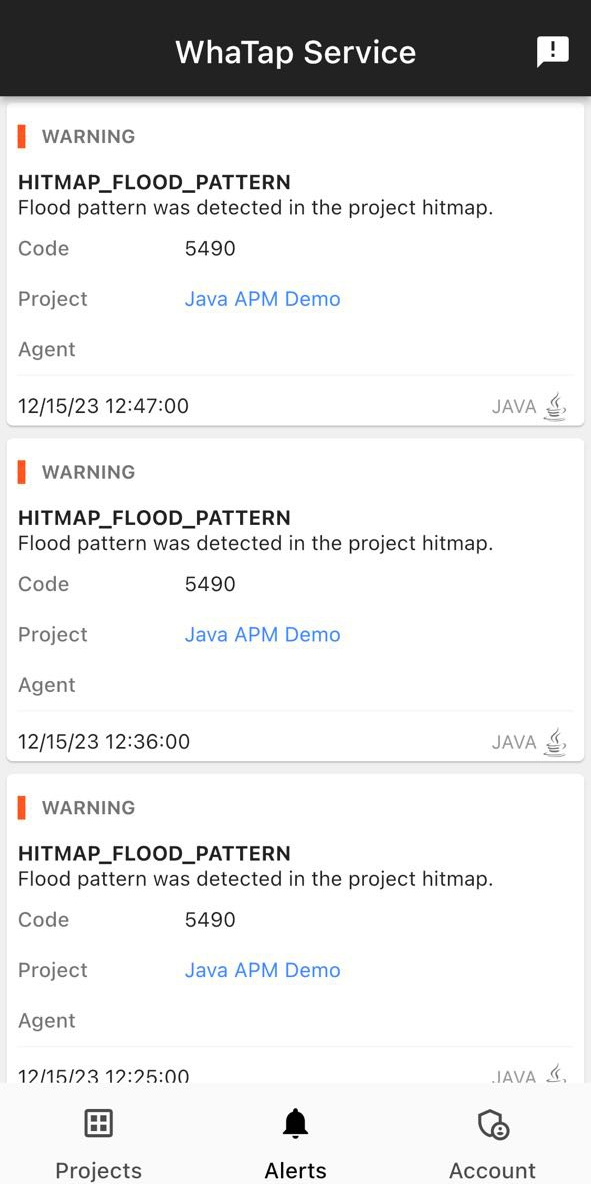 WhaTap Service
WARNING
HITMAP_FLOOD_PATTERN
Flood pattern was detected in the project hitmap.
Code 5490
Project Java APM Demo
Agent
12/15/23 12:47:00 JAVA
WARNING
HITMAP_FLOOD_PATTERN
Flood pattern was detected in the project hitmap.
Code 5490
Project Java APM Demo
Agent
12/15/23 12:36:00 JAVA
WARNING
HITMAP_FLOOD_PATTERN
Flood pattern was detected in the project hitmap.
Code 5490
Project Java APM Demo
Agent
12/15/23 12:25:00 JAVA
Projects Alerts Account